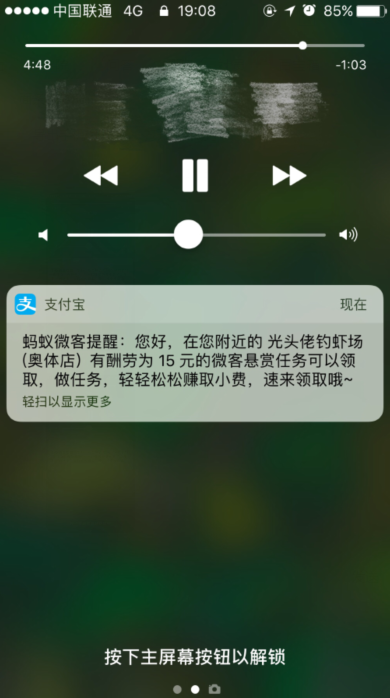 中国联通 4G 19:08 85%
4:48 -1:03
支付宝 现在
蚂蚁微客提醒：您好，在您附近的 光头佬钓虾场
(奥体店) 有酬劳为 15 元的微客悬赏任务可以领
取，做任务，轻轻松松赚取小费，速来领取哦~
轻扫以显示更多
按下主屏幕按钮以解锁